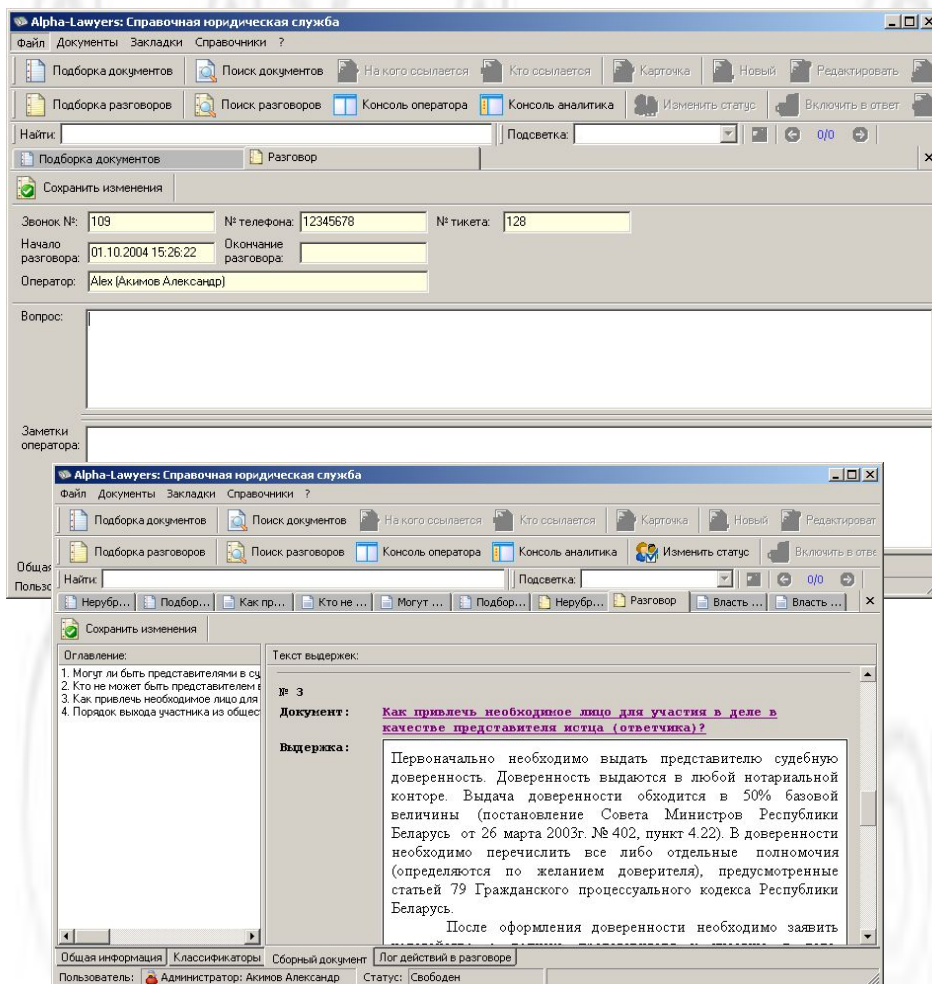 Alpha-Lawyers: Справочная юридическая служба
Файл Документы Закладки Справочники ?
Подборка документов Поиск документов На кого ссылается Кто ссылается Карточка Новый Редактировать
Подборка разговоров Поиск разговоров Консоль оператора Консоль аналитика Изменить статус Включить в ответ
Найти: Подсветка: 0/0
Подборка документов Разговор
Сохранить изменения
Звонок №: 109 № телефона: 12345678 № тикета: 128
Начало разговора: 01.10.2004 15:26:22 Окончание разговора:
Оператор: Alex (Акимов Александр)
Вопрос:
Заметки
оператора:
Общая
Польз
Alpha-Lawyers: Справочная юридическая служба
Файл Документы Закладки Справочники ?
Подборка документов Поиск документов На кого ссылается Кто ссылается Карточка Новый Редактироват
Подборка разговоров Поиск разговоров Консоль оператора Консоль аналитика Изменить статус Включить в отве
Найти: Подсветка: 0/0
Нерубр... Подбор... Как пр... Кто не ... Могут ... Подбор... Нерубр... Разговор Власть ... Власть ...
Сохранить изменения
Оглавление: Текст выдержек:
1. Могут ли быть представителями в су
2. Кто не может быть представителем в
3. Как привлечь необходимое лицо для
4. Порядок выхода участника из общес
№ 3
Документ: Как привлечь необходимое лицо для участия в деле в
качестве представителя истца (ответчика)?
Выдержка:
Первоначально необходимо выдать представителю судебную
доверенность. Доверенность выдаются в любой нотариальной
конторе. Выдача доверенности обходится в 50% базовой
величины (постановление Совета Министров Республики
Беларусь от 26 марта 2003г. № 402, пункт 4.22). В доверенности
необходимо перечислить все либо отдельные полномочия
(определяются по желанию доверителя), предусмотренные
статьей 79 Гражданского процессуального кодекса Республики
Беларусь.
После оформления доверенности необходимо заявить
Общая информация Классификаторы Сборный документ Лог действий в разговоре
Пользователь: Администратор: Акимов Александр Статус: Свободен